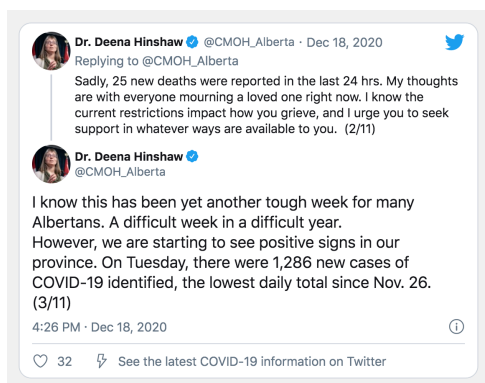 Dr. Deena Hinshaw @CMOH_Alberta · Dec 18, 2020
Replying to @CMOH_Alberta
Sadly, 25 new deaths were reported in the last 24 hrs. My thoughts
are with everyone mourning a loved one right now. I know the
current restrictions impact how you grieve, and I urge you to seek
support in whatever ways are available to you.  (2/11)
Dr. Deena Hinshaw
@CMOH_Alberta
I know this has been yet another tough week for many
Albertans. A difficult week in a difficult year.
However, we are starting to see positive signs in our
province. On Tuesday, there were 1,286 new cases of
COVID-19 identified, the lowest daily total since Nov. 26.
(3/11)
4:26 PM · Dec 18, 2020
32 See the latest COVID-19 information on Twitter